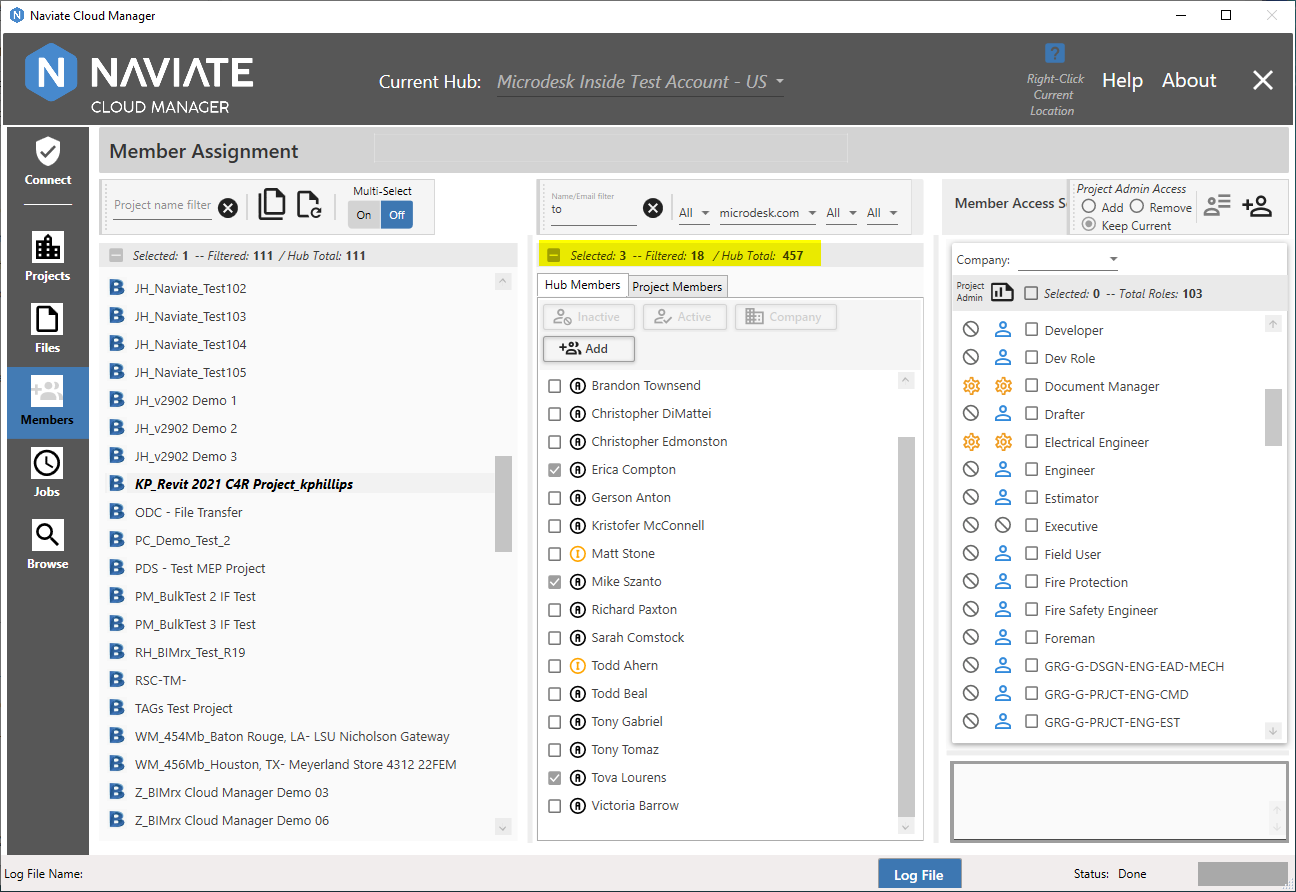 Naviate Cloud Manager
NAVIATE
CLOUD MANAGER
Current Hub: Microdesk Inside Test Account - US
?
Right-Click
Current
Location
Help About
Connect
Projects
Files
Members
Jobs
Browse
Member Assignment
Project name filter
Multi-Select
On Off
Selected: 1 -- Filtered: 111 / Hub Total: 111
JH_Naviate_Test102
JH_Naviate_Test103
JH_Naviate_Test104
JH_Naviate_Test105
JH_v2902 Demo 1
JH_v2902 Demo 2
JH_v2902 Demo 3
KP_Revit 2021 C4R Project_kphillips
ODC - File Transfer
PC_Demo_Test_2
PDS - Test MEP Project
PM_BulkTest 2 IF Test
PM_BulkTest 3 IF Test
RH_BIMrx_Test_R19
RSC-TM-
TAGs Test Project
WM_454Mb_Baton Rouge, LA- LSU Nicholson Gateway
WM_456Mb_Houston, TX- Meyerland Store 4312 22FEM
Z_BIMrx Cloud Manager Demo 03
Z_BIMrx Cloud Manager Demo 06
Name/Email filter
to
All microdesk.com All All
Selected: 3 -- Filtered: 18 / Hub Total: 457
Hub Members Project Members
Inactive Active Company
Add
Brandon Townsend
Christopher DiMattei
Christopher Edmonston
Erica Compton
Gerson Anton
Kristofer McConnell
Matt Stone
Mike Szanto
Richard Paxton
Sarah Comstock
Todd Ahern
Todd Beal
Tony Gabriel
Tony Tomaz
Tova Lourens
Victoria Barrow
Member Access Se
Project Admin Access
Add Remove
Keep Current
Company:
Project
Admin
Selected: 0 -- Total Roles: 103
Developer
Dev Role
Document Manager
Drafter
Electrical Engineer
Engineer
Estimator
Executive
Field User
Fire Protection
Fire Safety Engineer
Foreman
GRG-G-DSGN-ENG-EAD-MECH
GRG-G-PRJCT-ENG-CMD
GRG-G-PRJCT-ENG-EST
Log File Name:
Log File
Status: Done